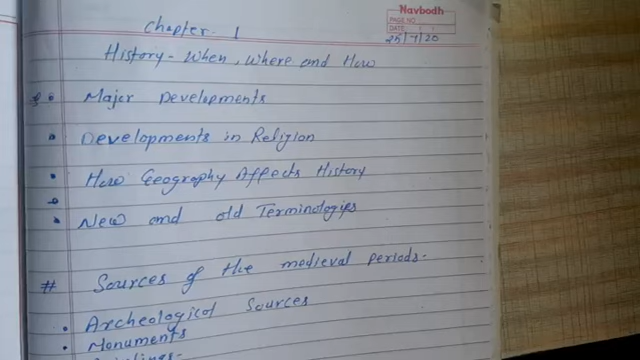 Navbodh
PAGE NO.
DATE: 25/7/20
Chapter - 1
History - When, Where and How
• Major Developments
• Developments in Religion
• How Geography Affects History
• New and old Terminologies
# Sources of the medieval periods.
• Archeological Sources
• Monuments